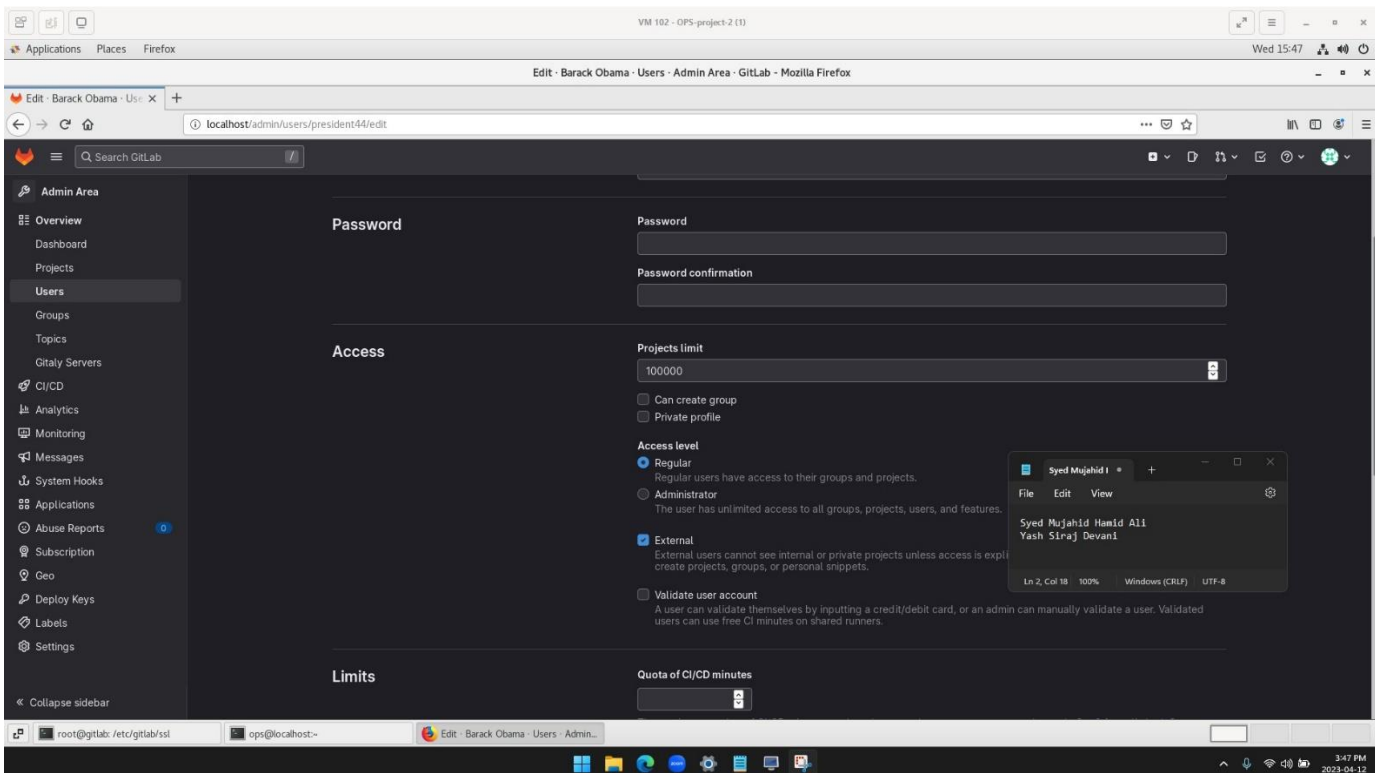 VM 102 - OPS-project-2 (1)
Applications Places Firefox
Wed 15:47
Edit · Barack Obama · Users · Admin Area · GitLab - Mozilla Firefox
Edit · Barack Obama · Use
localhost/admin/users/president44/edit
Search GitLab
/
Admin Area
Overview
Dashboard
Projects
Users
Groups
Topics
Gitaly Servers
CI/CD
Analytics
Monitoring
Messages
System Hooks
Applications
Abuse Reports 0
Subscription
Geo
Deploy Keys
Labels
Settings
Collapse sidebar
Password
Password
Password confirmation
Access
Projects limit
100000
Can create group
Private profile
Access level
Regular
Regular users have access to their groups and projects.
Administrator
The user has unlimited access to all groups, projects, users, and features.
External
External users cannot see internal or private projects unless access is expli
create projects, groups, or personal snippets.
Validate user account
A user can validate themselves by inputting a credit/debit card, or an admin can manually validate a user. Validated
users can use free CI minutes on shared runners.
Limits
Quota of CI/CD minutes
Syed Mujahid I
File Edit View
Syed Mujahid Hamid Ali
Yash Siraj Devani
Ln 2, Col 18 100% Windows (CRLF) UTF-8
root@gitlab: /etc/gitlab/ssl
ops@localhost:~
Edit · Barack Obama · Users · Admin...
3:47 PM
2023-04-12